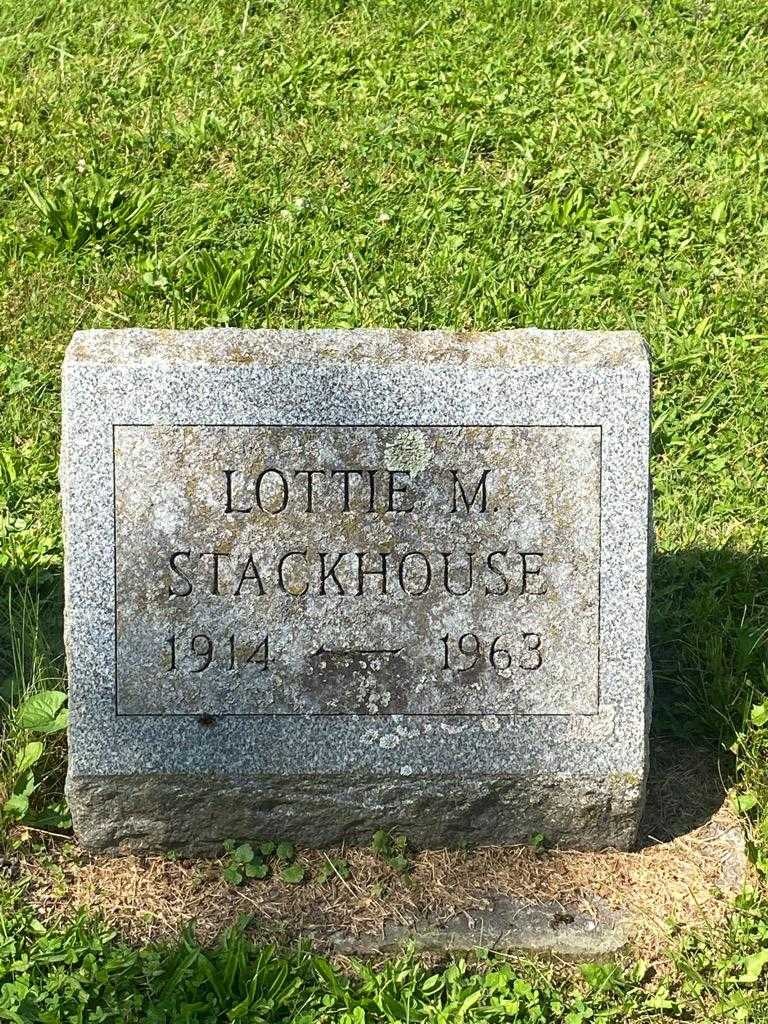 LOTTIE M.
STACKHOUSE
1914 — 1963